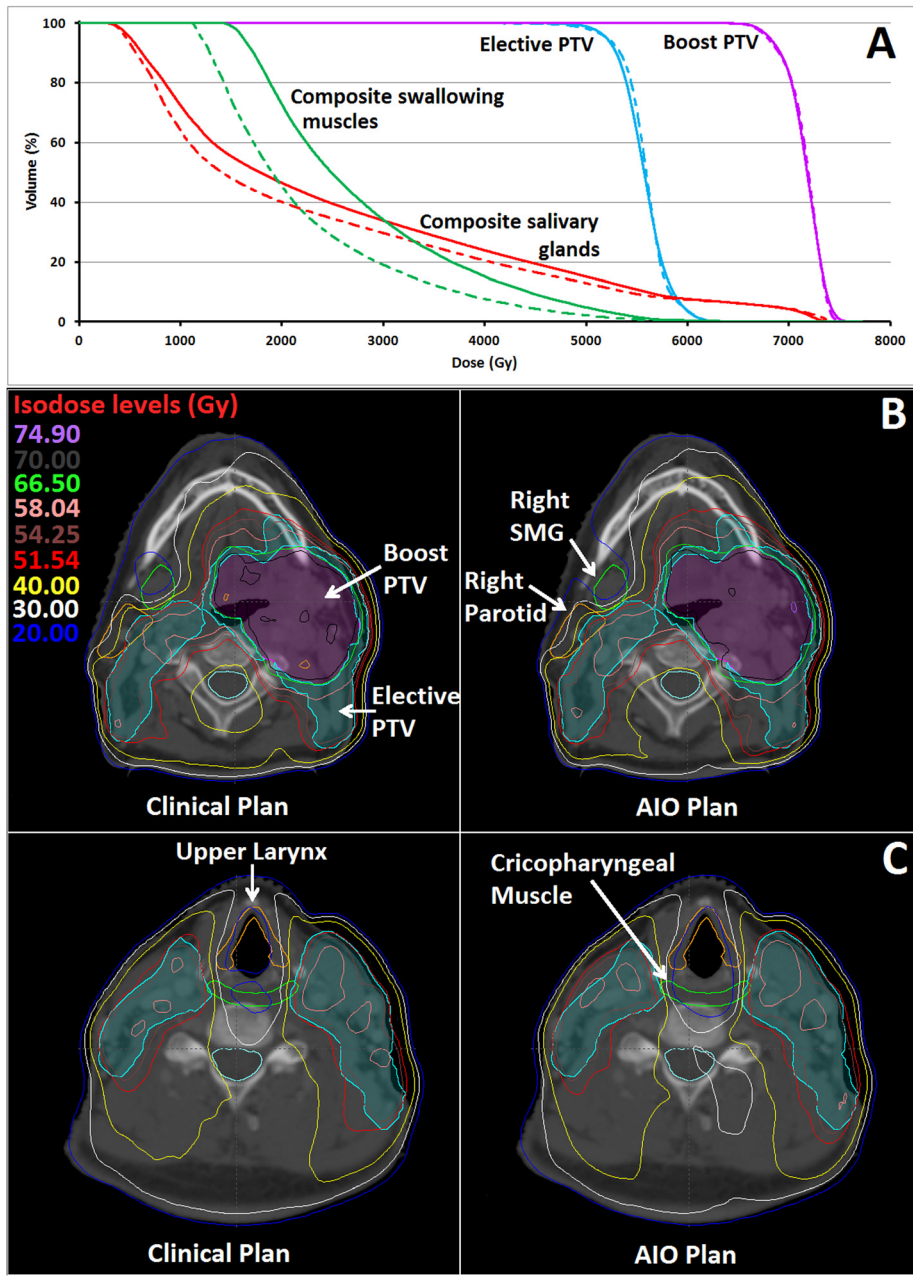 A
100
80
60
40
20
0
Volume (%)
Elective PTV
Boost PTV
Composite swallowing
muscles
Composite salivary
glands
0 1000 2000 3000 4000 5000 6000 7000 8000
Dose (Gy)
B
Isodose levels (Gy)
74.90
70.00
66.50
58.04
54.25
51.54
40.00
30.00
20.00
Boost
PTV
Elective
PTV
Clinical Plan
Right
SMG
Right
Parotid
AIO Plan
C
Upper Larynx
Clinical Plan
Cricopharyngeal
Muscle
AIO Plan